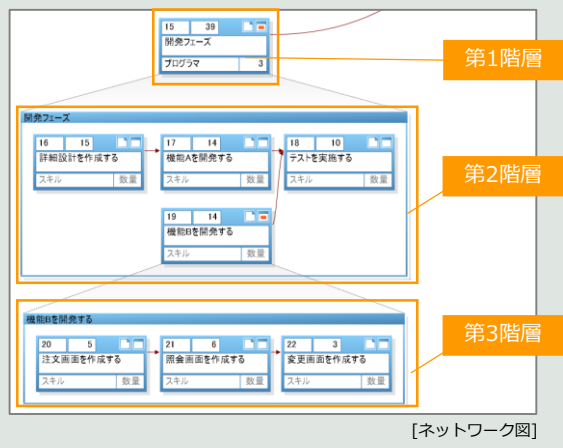 15 39
開発フェーズ
プログラマ 3
第1階層
開発フェーズ
16 15
詳細設計を作成する
スキル 数量
17 14
機能Aを開発する
スキル 数量
18 10
テストを実施する
スキル 数量
第2階層
19 14
機能Bを開発する
スキル 数量
機能Bを開発する
第3階層
20 5
注文画面を作成する
スキル 数量
21 6
照会画面を作成する
スキル 数量
22 3
変更画面を作成する
スキル 数量
[ネットワーク図]